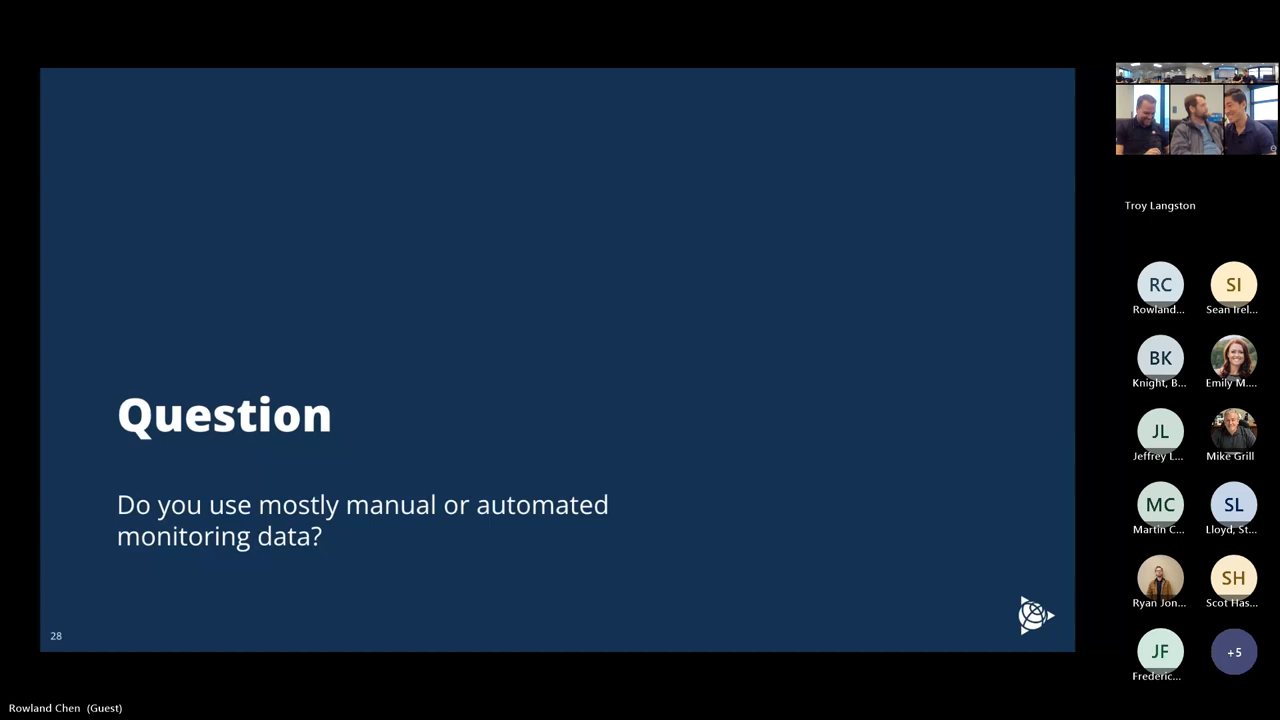 Question
Do you use mostly manual or automated
monitoring data?
28
Troy Langston
RC
Rowland...
SI
Sean Irel...
BK
Knight, B...
Emily M....
JL
Jeffrey L...
Mike Grill
MC
Martin C...
SL
Lloyd, St...
Ryan Jon...
SH
Scot Has...
JF
Frederic...
+5
Rowland Chen (Guest)